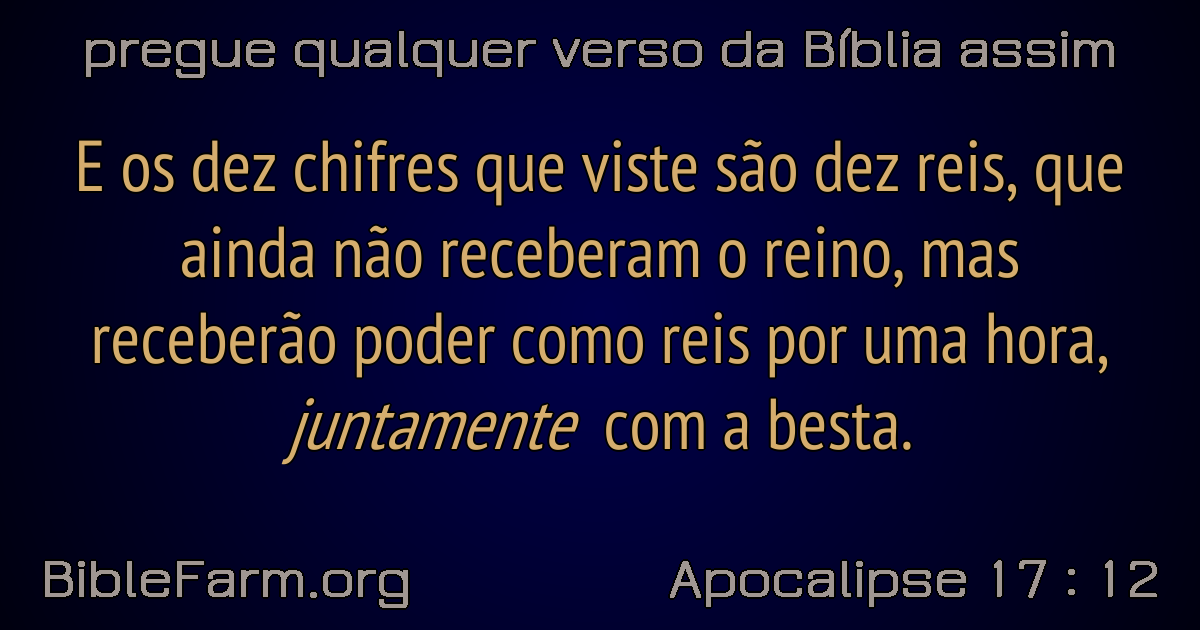 pregue qualquer verso da Bíblia assim
E os dez chifres que viste são dez reis, que
ainda não receberam o reino, mas
receberão poder como reis por uma hora,
juntamente com a besta.
BibleFarm.org
Apocalipse 17 : 12